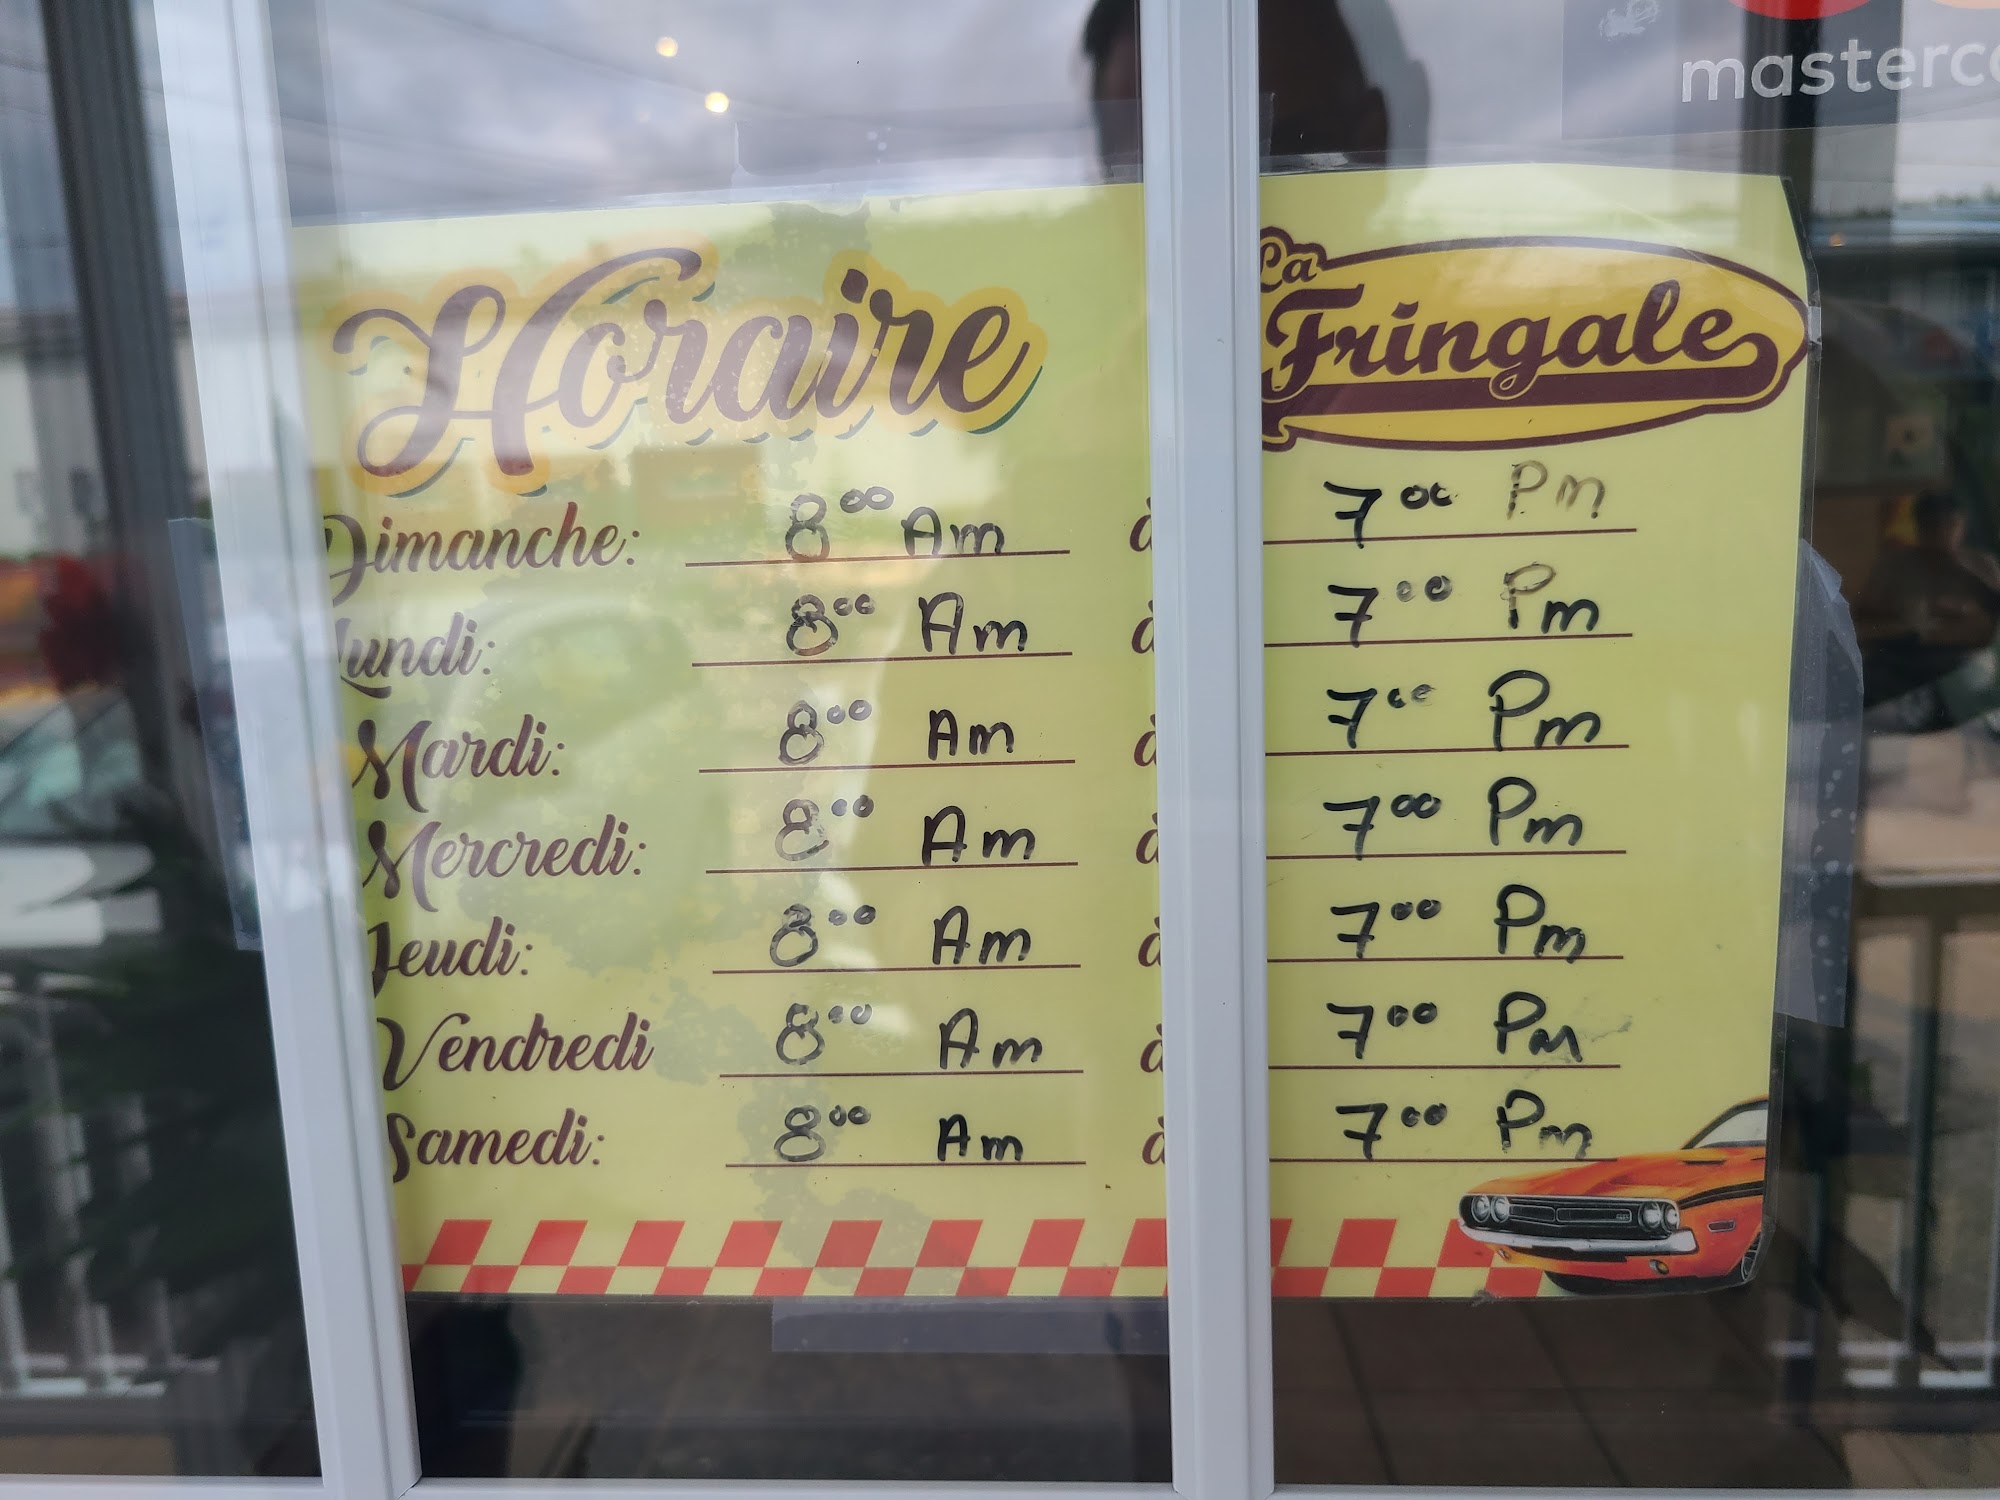 masterc
Horaire
La
Fringale
Dimanche: 8⁰⁰ Am à 7⁰⁰ Pm
Lundi: 8⁰⁰ Am à 7⁰⁰ Pm
Mardi: 8⁰⁰ Am à 7⁰⁰ Pm
Mercredi: 8⁰⁰ Am à 7⁰⁰ Pm
Jeudi: 8⁰⁰ Am à 7⁰⁰ Pm
Vendredi 8⁰⁰ Am à 7⁰⁰ Pm
Samedi: 8⁰⁰ Am à 7⁰⁰ Pm